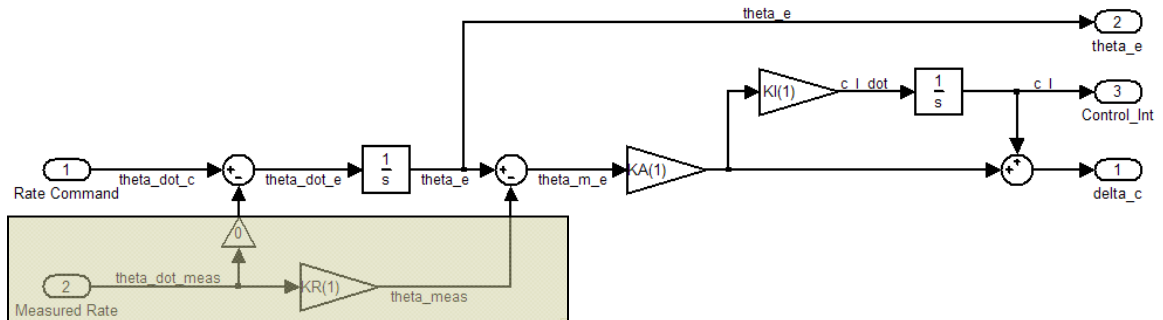 theta_e
2
theta_e
KI(1)
c_I_dot
1
s
c_I
3
Control_Int
1
Rate Command
theta_dot_c
+
-
theta_dot_e
1
s
theta_e
+
-
theta_m_e
KA(1)
+
+
1
delta_c
0
2
Measured Rate
theta_dot_meas
KR(1)
theta_meas